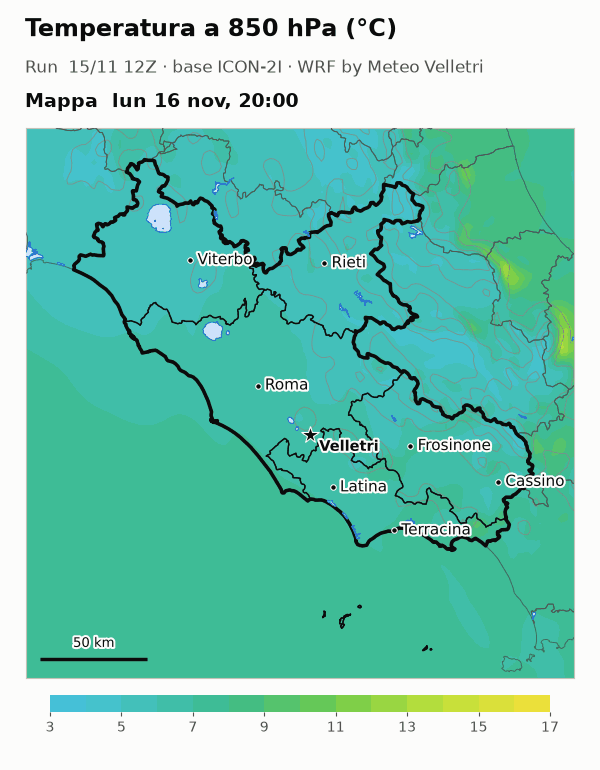 Temperatura a 850 hPa (°C)
Run 15/11 12Z · base ICON-2I · WRF by Meteo Velletri
Mappa lun 16 nov, 20:00
Viterbo
Rieti
Roma
Velletri
Frosinone
Latina
Cassino
Terracina
50 km
3 5 7 9 11 13 15 17